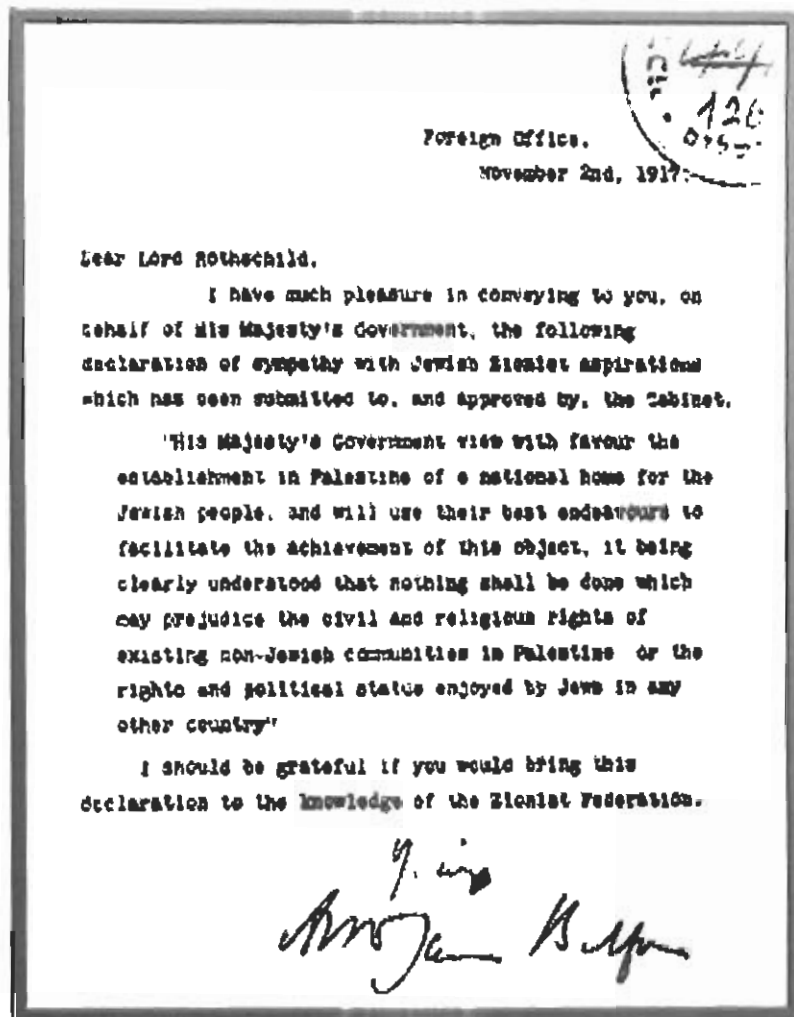 120
Foreign Office.
November 2nd, 1917.
Dear Lord Rothschild,
I have much pleasure in conveying to you, on
behalf of His Majesty's Government, the following
declaration of sympathy with Jewish Zionist aspirations
which has been submitted to, and approved by, the Cabinet.
"His Majesty's Government view with favour the
establishment in Palestine of a national home for the
Jewish people, and will use their best endeavours to
facilitate the achievement of this object, it being
clearly understood that nothing shall be done which
may prejudice the civil and religious rights of
existing non-Jewish communities in Palestine or the
rights and political status enjoyed by Jews in any
other country"
I should be grateful if you would bring this
declaration to the knowledge of the Zionist Federation.
Arthur James Balfour